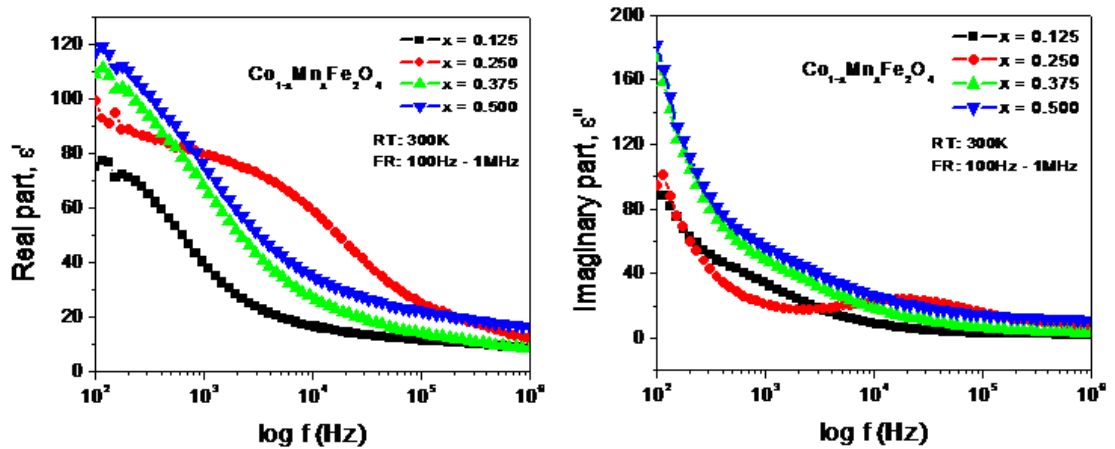 x = 0.125
x = 0.250
x = 0.375
x = 0.500
Co₁₋ₓMnₓFe₂O₄
RT: 300K
FR: 100Hz - 1MHz
Real part, ε'
120
100
80
60
40
20
0
10² 10³ 10⁴ 10⁵ 10⁶
log f (Hz)
x = 0.125
x = 0.250
x = 0.375
x = 0.500
Co₁₋ₓMnₓFe₂O₄
RT: 300K
FR: 100Hz - 1MHz
Imaginary part, ε''
200
160
120
80
40
0
10² 10³ 10⁴ 10⁵ 10⁶
log f (Hz)